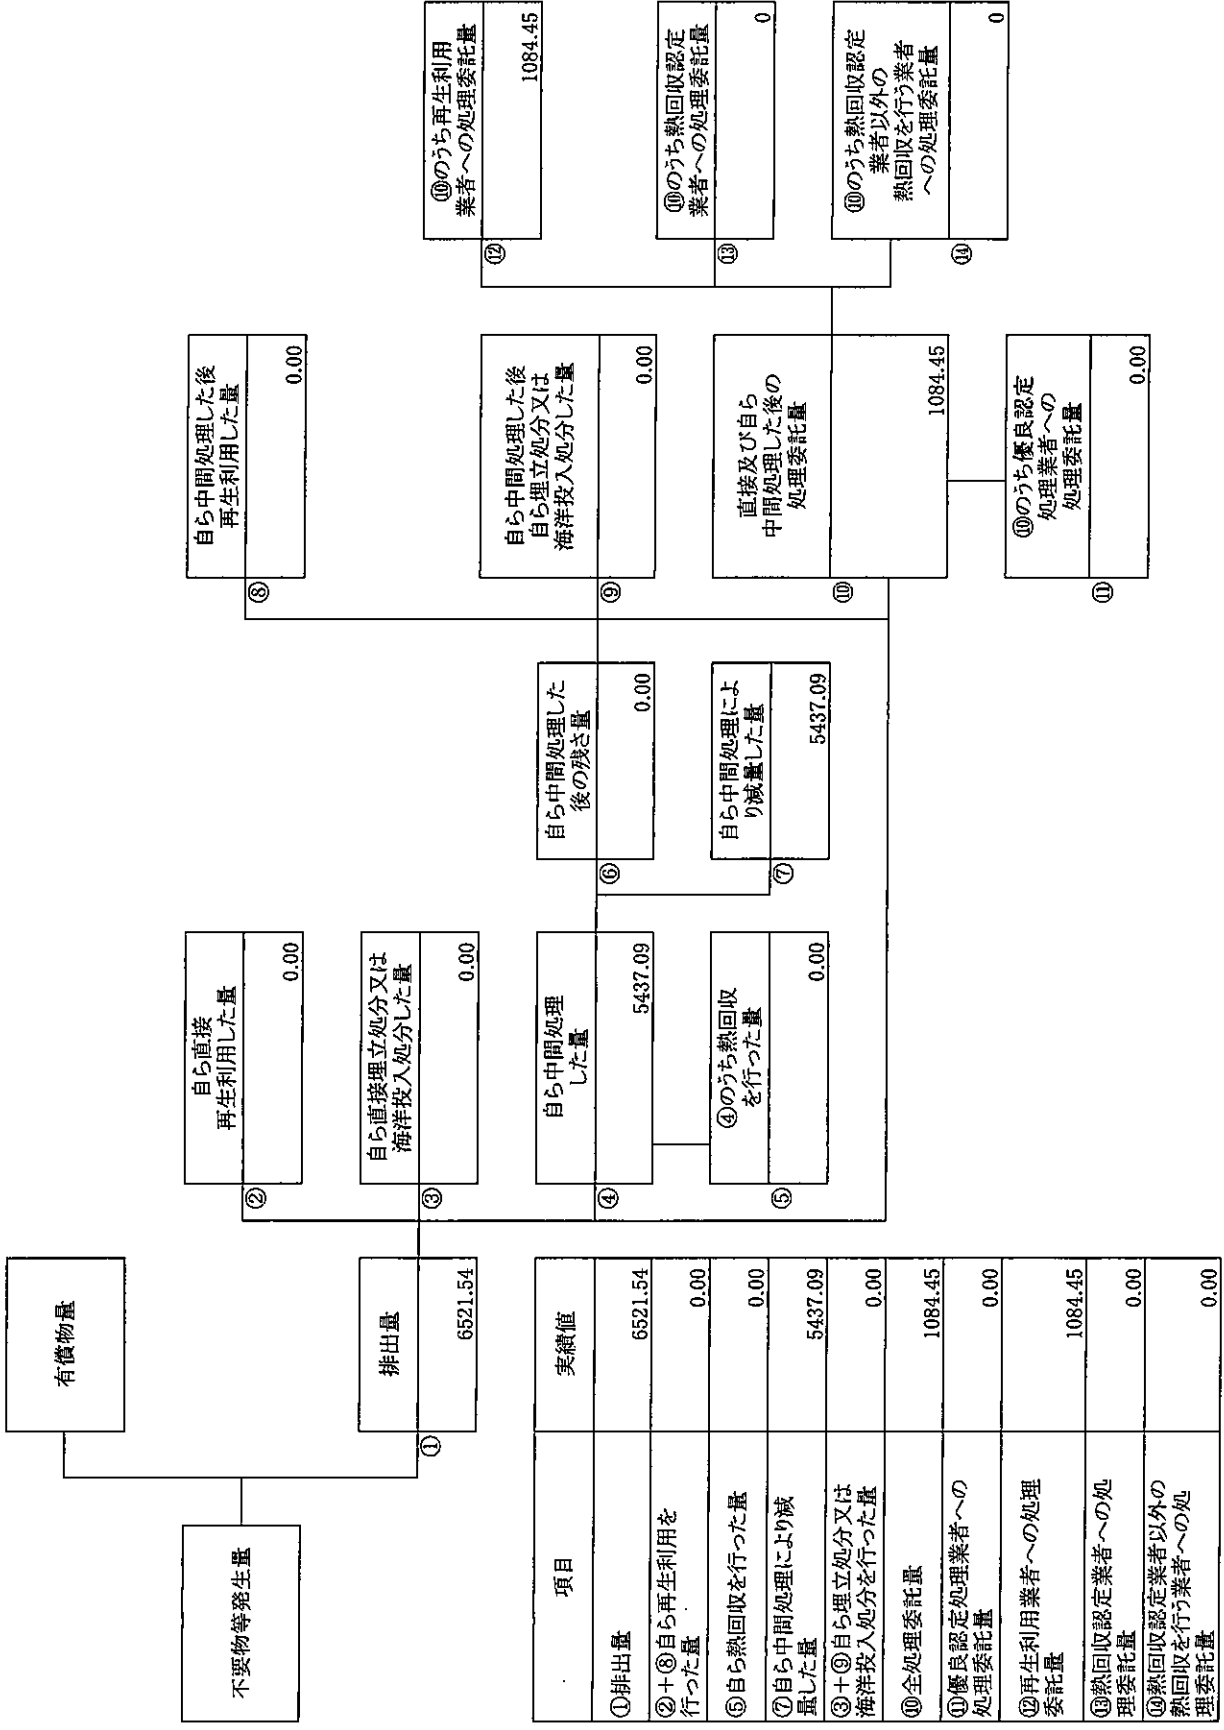 不要物等発生量
有償物量
①
排出量
6521.54
②
自ら直接
再生利用した量
0.00
③
自ら直接埋立処分又は
海洋投入処分した量
0.00
④
自ら中間処理
した量
5437.09
⑤
④のうち熱回収
を行った量
0.00
⑥
自ら中間処理した
後の残さ量
0.00
⑦
自ら中間処理によ
り減量した量
5437.09
⑧
自ら中間処理した後
再生利用した量
0.00
⑨
自ら中間処理した後
自ら埋立処分又は
海洋投入処分した量
0.00
⑩
直接及び自ら
中間処理した後の
処理委託量
1084.45
⑪
⑩のうち優良認定
処理業者への
処理委託量
0.00
⑫
⑩のうち再生利用
業者への処理委託量
1084.45
⑬
⑩のうち熱回収認定
業者への処理委託量
0
⑭
⑩のうち熱回収認定
業者以外の
熱回収を行う業者
への処理委託量
0
項目 実績値
①排出量 6521.54
②+⑧自ら再生利用を
行った量 0.00
⑤自ら熱回収を行った量 0.00
⑦自ら中間処理により減
量した量 5437.09
③+⑨自ら埋立処分又は
海洋投入処分を行った量 0.00
⑩全処理委託量 1084.45
⑪優良認定処理業者への
処理委託量 0.00
⑫再生利用業者への処理
委託量 1084.45
⑬熱回収認定業者への処
理委託量 0.00
⑭熱回収認定業者以外の
熱回収を行う業者への処
理委託量 0.00